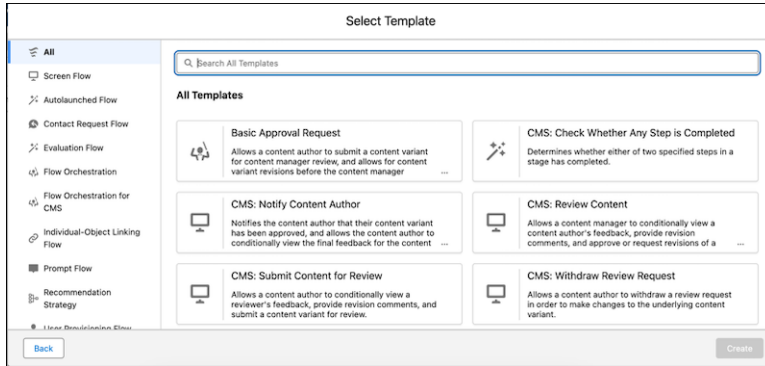 Select Template
All
Screen Flow
Autolaunched Flow
Contact Request Flow
Evaluation Flow
Flow Orchestration
Flow Orchestration for
CMS
Individual-Object Linking
Flow
Prompt Flow
Recommendation
Strategy
User Provisioning Flow
Search All Templates
All Templates
Basic Approval Request
Allows a content author to submit a content variant
for content manager review, and allows for content
variant revisions before the content manager ...
CMS: Check Whether Any Step is Completed
Determines whether either of two specified steps in a
stage has completed.
CMS: Notify Content Author
Notifies the content author that their content variant
has been approved, and allows the content author to
conditionally view the final feedback for the content ...
CMS: Review Content
Allows a content manager to conditionally view a
content author's feedback, provide revision
comments, and approve or request revisions of a ...
CMS: Submit Content for Review
Allows a content author to conditionally view a
reviewer's feedback, provide revision comments, and
submit a content variant for review.
CMS: Withdraw Review Request
Allows a content author to withdraw a review request
in order to make changes to the underlying content
variant.
Back
Create